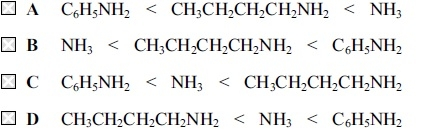 A C₆H₅NH₂ < CH₃CH₂CH₂CH₂NH₂ < NH₃
B NH₃ < CH₃CH₂CH₂CH₂NH₂ < C₆H₅NH₂
C C₆H₅NH₂ < NH₃ < CH₃CH₂CH₂CH₂NH₂
D CH₃CH₂CH₂CH₂NH₂ < NH₃ < C₆H₅NH₂